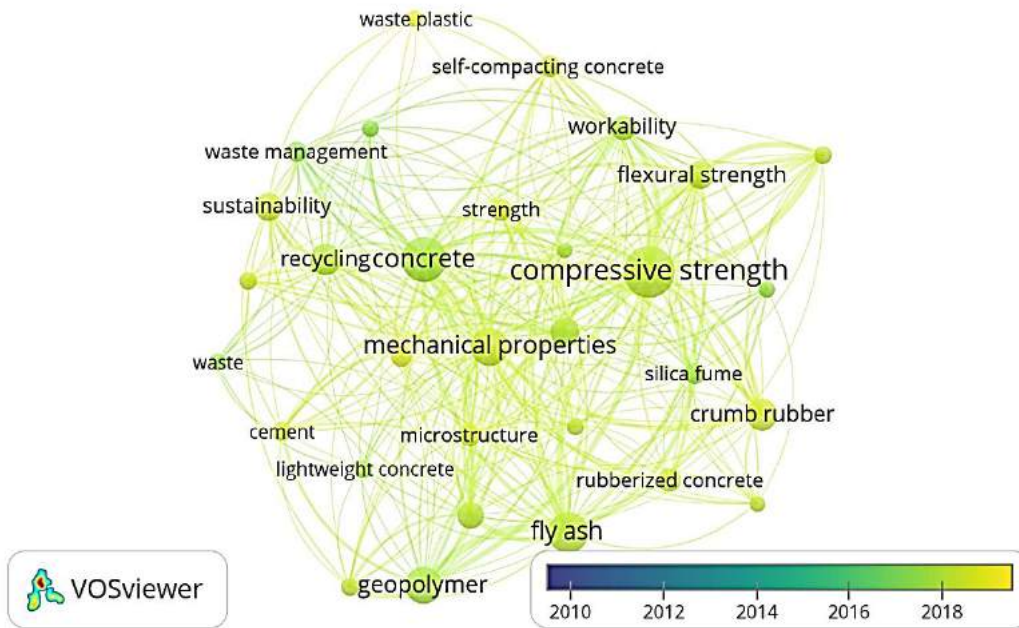 waste plastic
self-compacting concrete
workability
waste management
flexural strength
sustainability
strength
recycling
concrete
compressive strength
mechanical properties
waste
silica fume
crumb rubber
cement
microstructure
lightweight concrete
rubberized concrete
fly ash
geopolymer
VOSviewer
2010 2012 2014 2016 2018